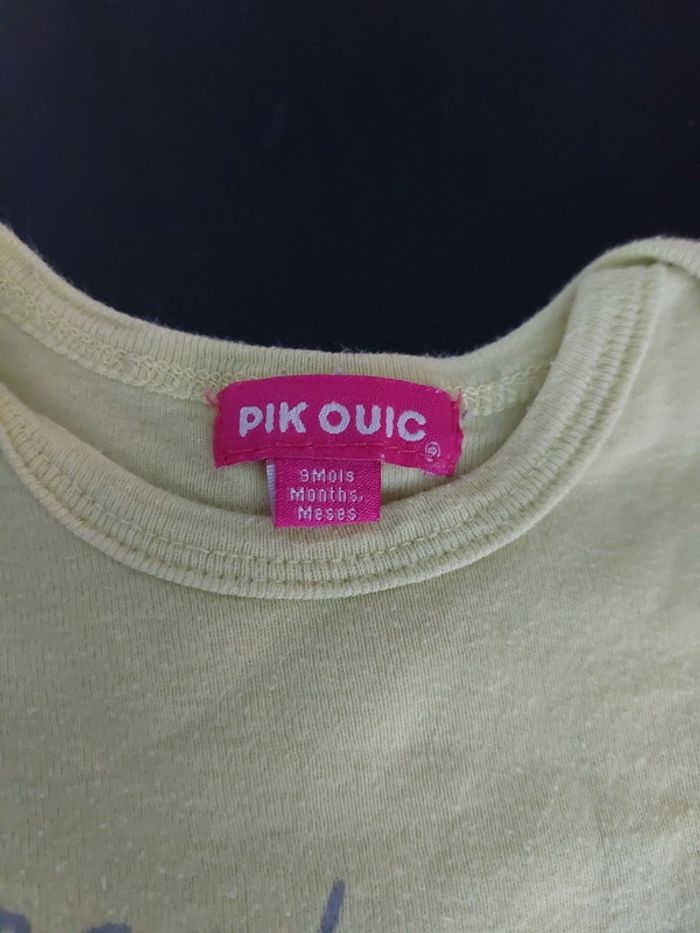 PIK OUIC
®
9Mois
Months,
Meses